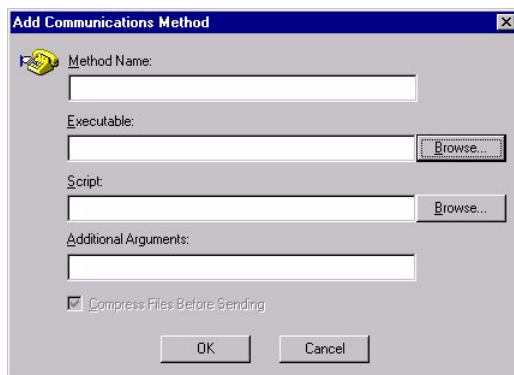 Add Communications Method
Method Name:
Executable:
Browse...
Script:
Browse...
Additional Arguments:
Compress Files Before Sending
OK Cancel